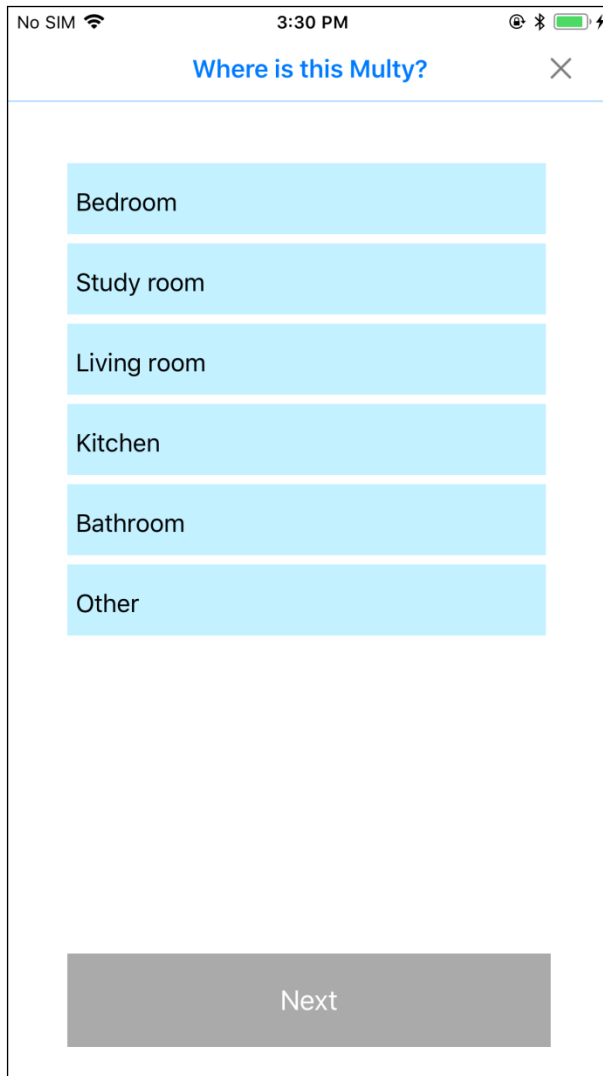 No SIM 3:30 PM
Where is this Multy?
Bedroom
Study room
Living room
Kitchen
Bathroom
Other
Next